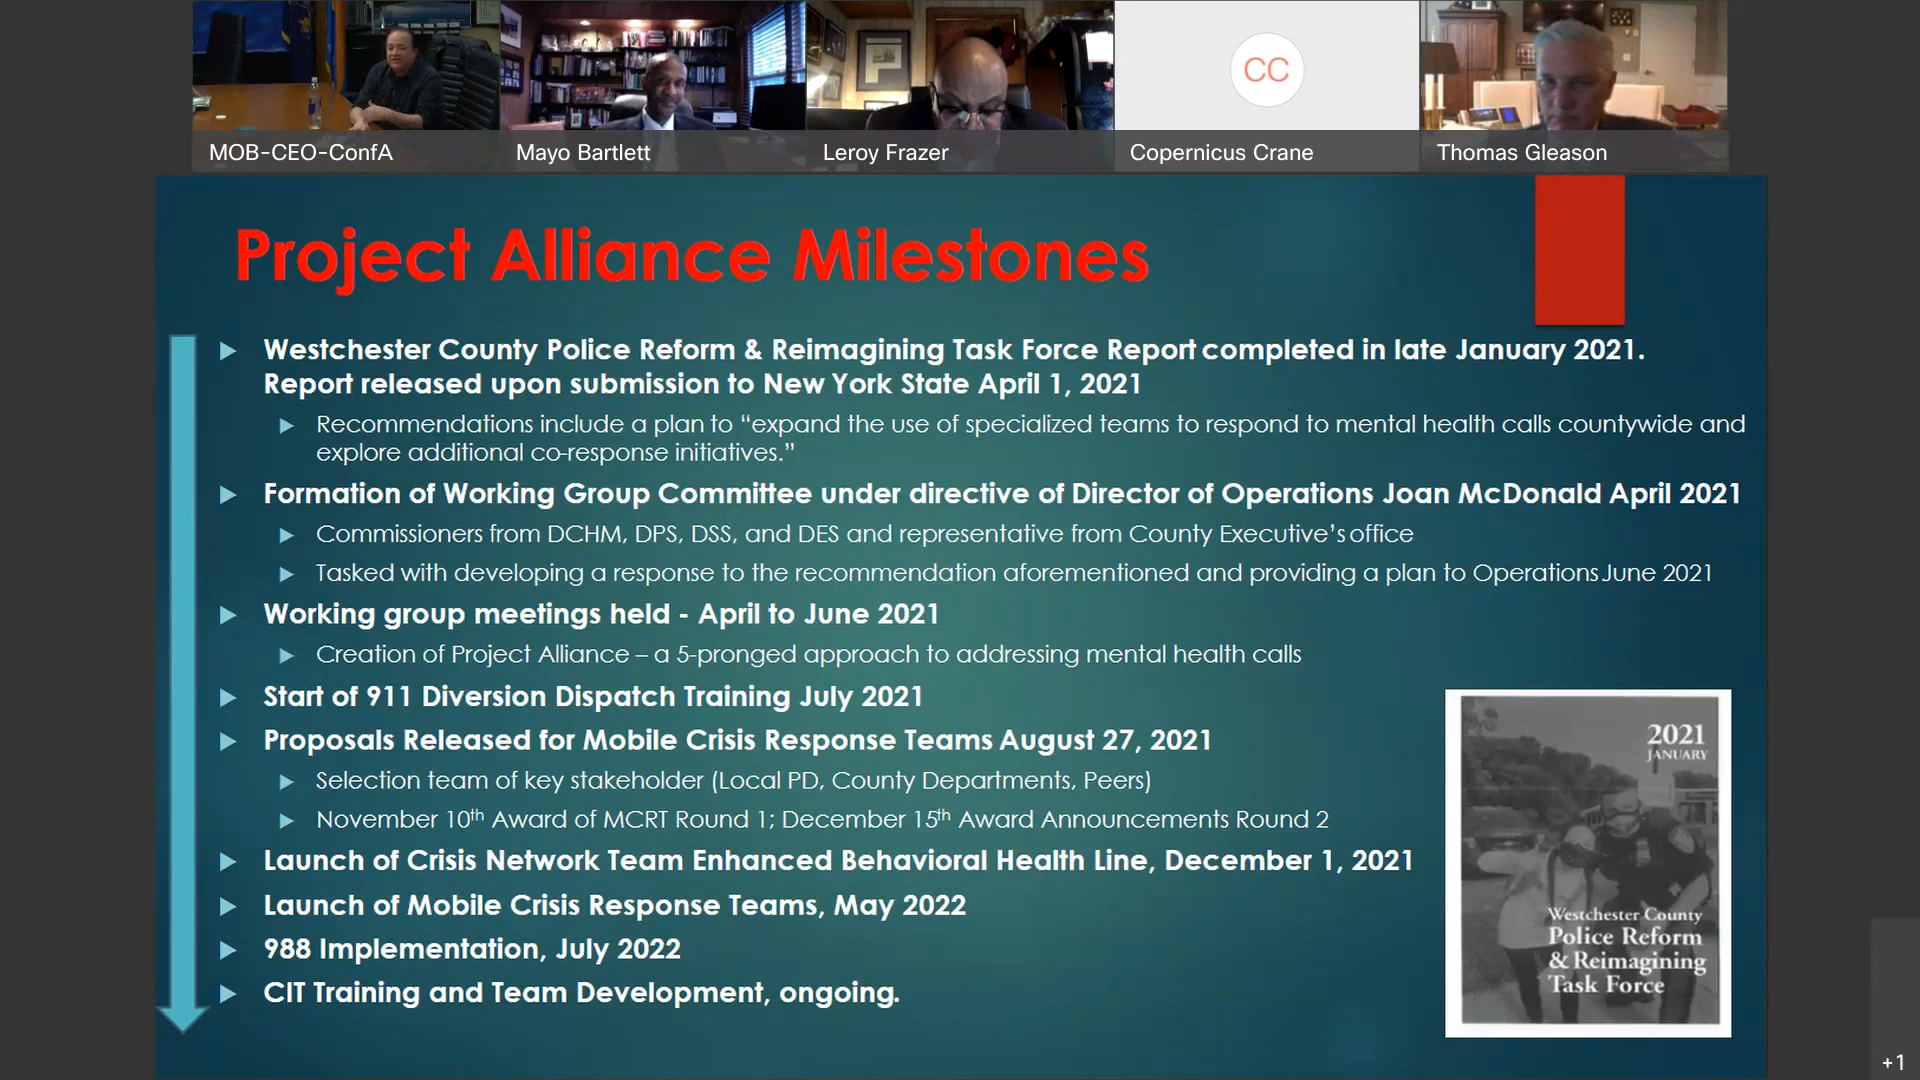 MOB-CEO-ConfA
Mayo Bartlett
Leroy Frazer
CC
Copernicus Crane
Thomas Gleason
Project Alliance Milestones
Westchester County Police Reform & Reimagining Task Force Report completed in late January 2021.
Report released upon submission to New York State April 1, 2021
Recommendations include a plan to “expand the use of specialized teams to respond to mental health calls countywide and
explore additional co-response initiatives.”
Formation of Working Group Committee under directive of Director of Operations Joan McDonald April 2021
Commissioners from DCHM, DPS, DSS, and DES and representative from County Executive’s office
Tasked with developing a response to the recommendation aforementioned and providing a plan to Operations June 2021
Working group meetings held - April to June 2021
Creation of Project Alliance – a 5-pronged approach to addressing mental health calls
Start of 911 Diversion Dispatch Training July 2021
Proposals Released for Mobile Crisis Response Teams August 27, 2021
Selection team of key stakeholder (Local PD, County Departments, Peers)
November 10th Award of MCRT Round 1; December 15th Award Announcements Round 2
Launch of Crisis Network Team Enhanced Behavioral Health Line, December 1, 2021
Launch of Mobile Crisis Response Teams, May 2022
988 Implementation, July 2022
CIT Training and Team Development, ongoing.
2021
JANUARY
Westchester County
Police Reform
& Reimagining
Task Force
+1